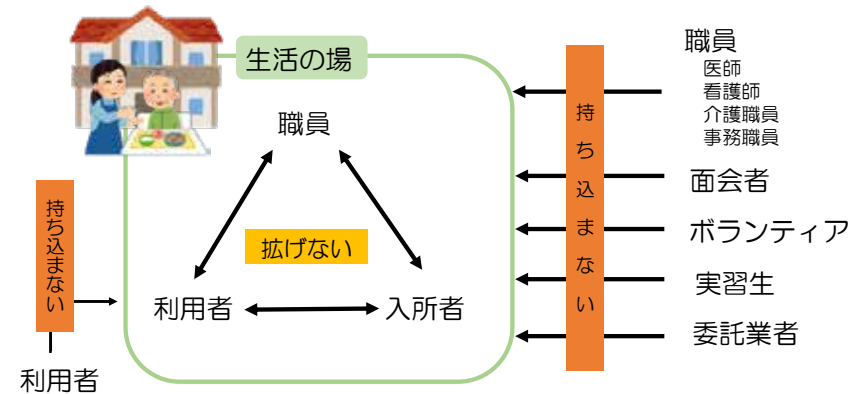 生活の場
職員
拡げない
利用者
入所者
持ち込まない
利用者
持ち込まない
職員
医師
看護師
介護職員
事務職員
面会者
ボランティア
実習生
委託業者